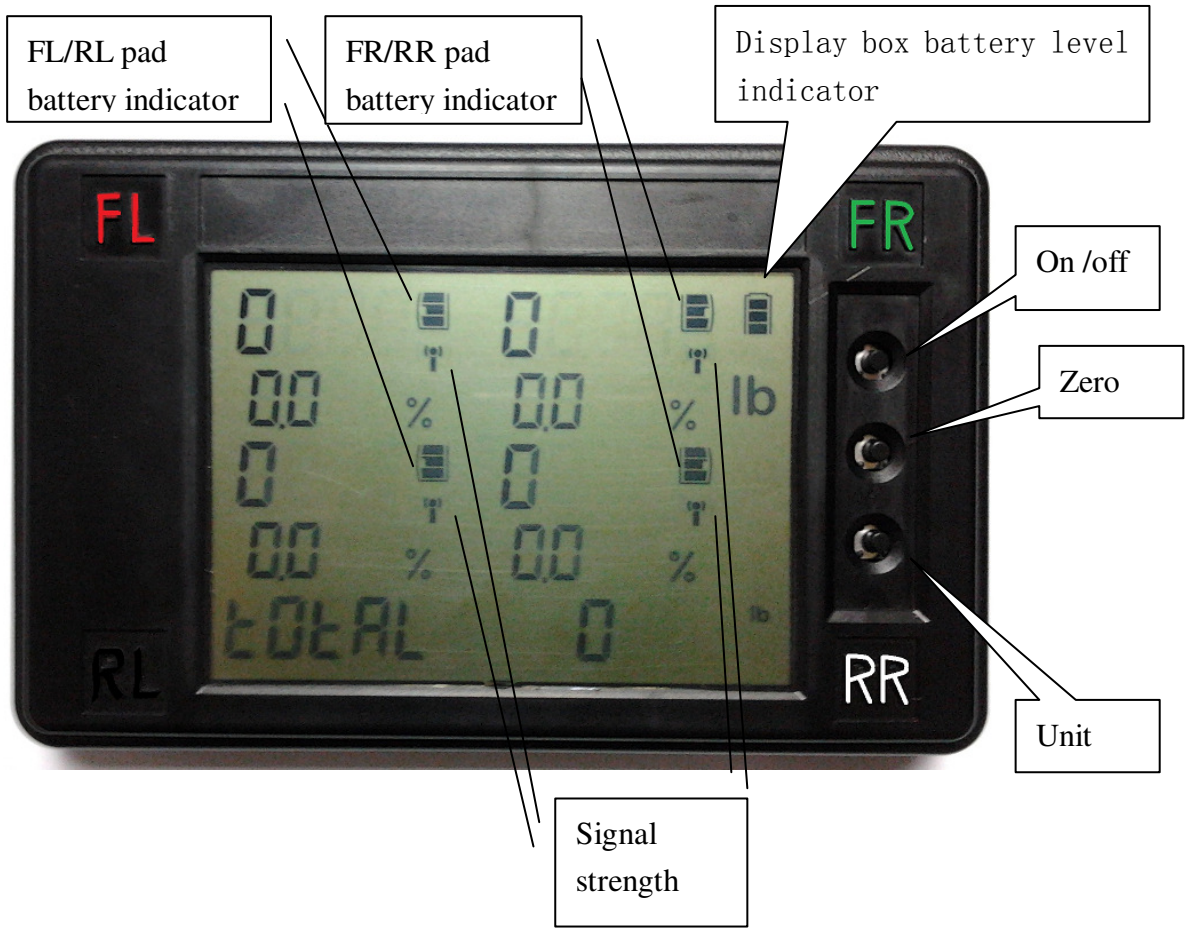 FL/RL pad
battery indicator
FR/RR pad
battery indicator
Display box battery level
indicator
FL
FR
On /off
0
0
0.0 %
0.0 %
lb
Zero
0
0
0.0 %
0.0 %
tOtAL 0 lb
RL
RR
Unit
Signal
strength